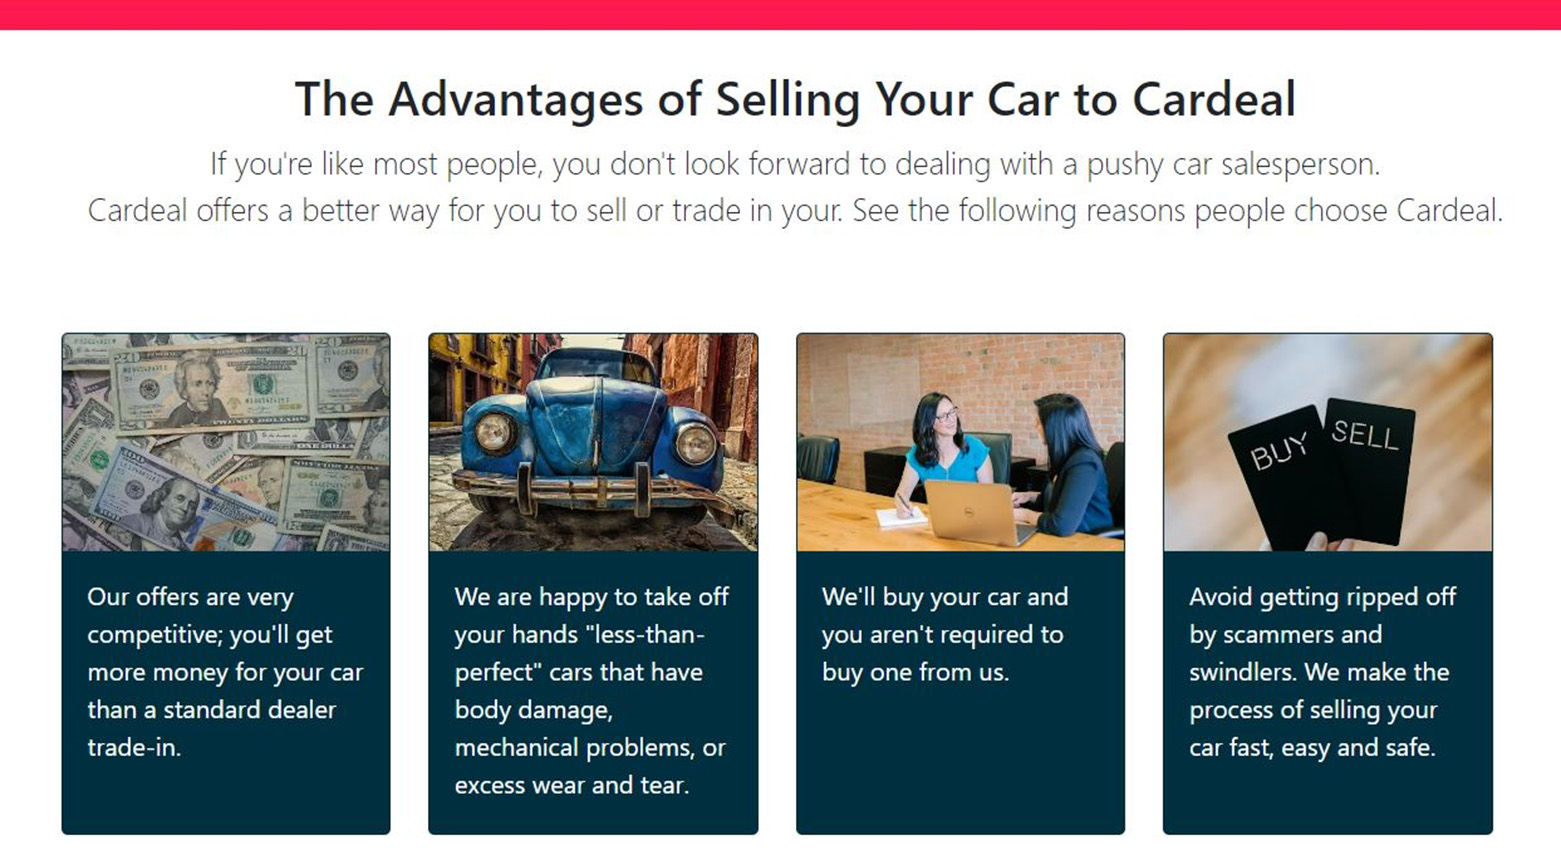 The Advantages of Selling Your Car to Cardeal
If you're like most people, you don't look forward to dealing with a pushy car salesperson.
Cardeal offers a better way for you to sell or trade in your. See the following reasons people choose Cardeal.
TWENTY DOLLARS
BUY
SELL
Our offers are very
competitive; you'll get
more money for your car
than a standard dealer
trade-in.
We are happy to take off
your hands "less-than-
perfect" cars that have
body damage,
mechanical problems, or
excess wear and tear.
We'll buy your car and
you aren't required to
buy one from us.
Avoid getting ripped off
by scammers and
swindlers. We make the
process of selling your
car fast, easy and safe.